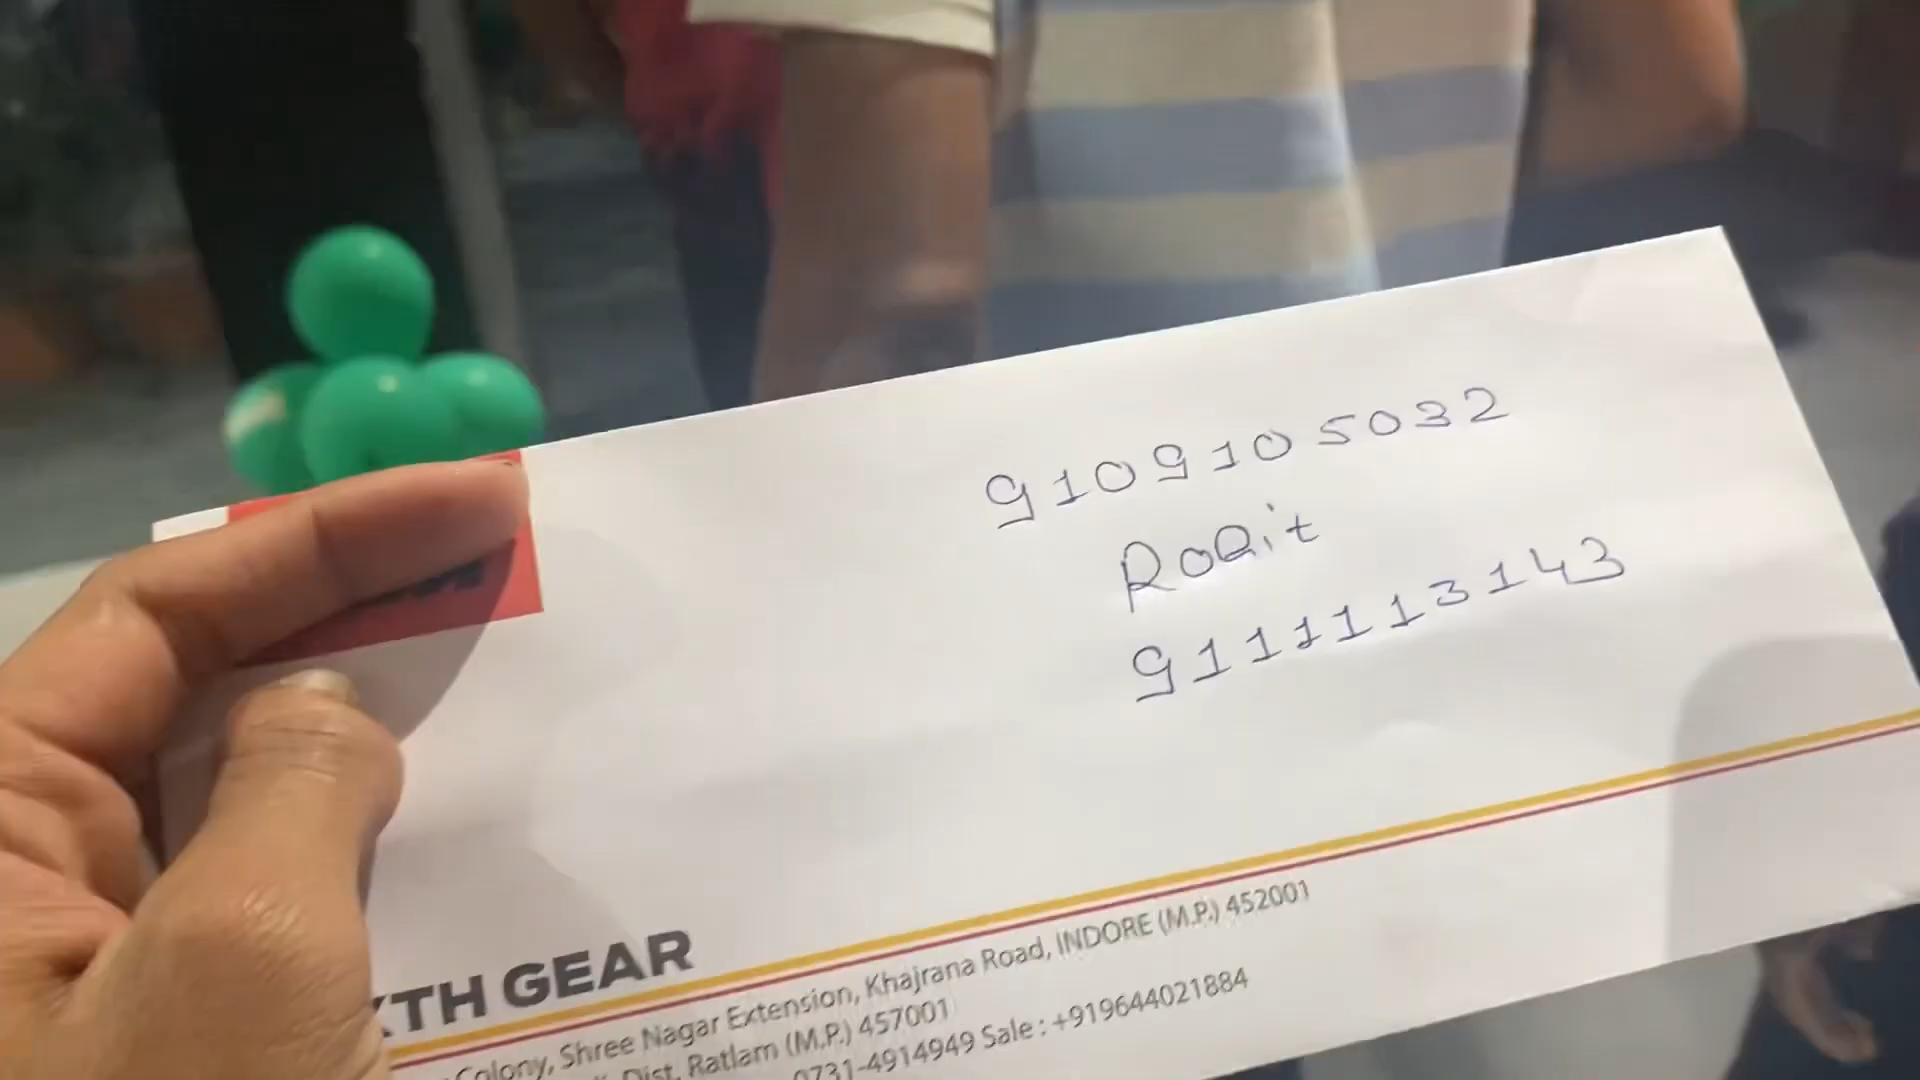 9109105032
Rohit
9111113143
XTH GEAR
Colony, Shree Nagar Extension, Khajrana Road, INDORE (M.P.) 452001
Dist. Ratlam (M.P.) 457001
0731-4914949 Sale : +919644021884